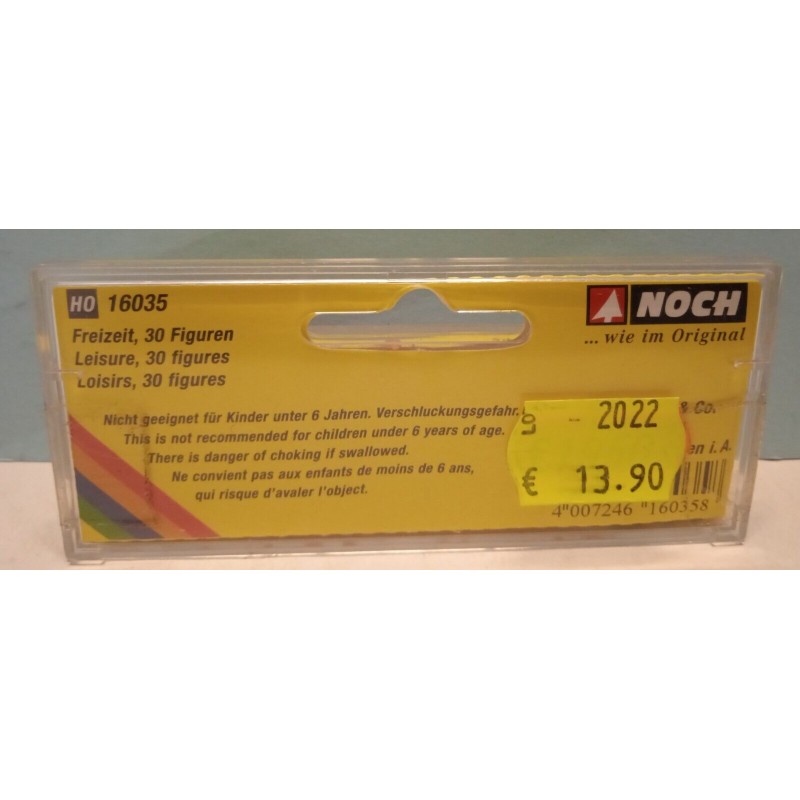 HO 16035
NOCH
... wie im Original
Freizeit, 30 Figuren
Leisure, 30 figures
Loisirs, 30 figures
Nicht geeignet für Kinder unter 6 Jahren. Verschluckungsgefahr.
This is not recommended for children under 6 years of age.
There is danger of choking if swallowed.
Ne convient pas aux enfants de moins de 6 ans,
qui risque d'avaler l'object.
& Co.
i. A.
- 2022
€ 13.90
4"007246 "160358